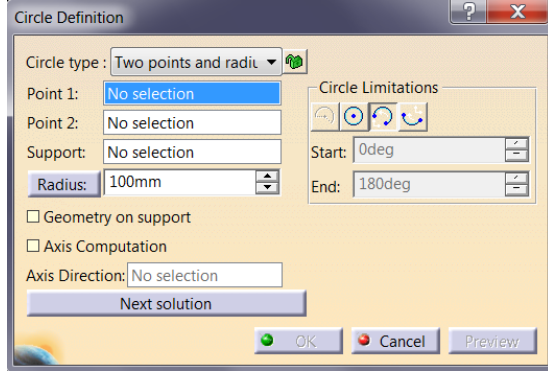 Circle Definition
Circle type : Two points and radiu
Point 1: No selection
Point 2: No selection
Support: No selection
Radius: 100mm
Geometry on support
Axis Computation
Axis Direction: No selection
Next solution
Circle Limitations
Start: 0deg
End: 180deg
OK Cancel Preview